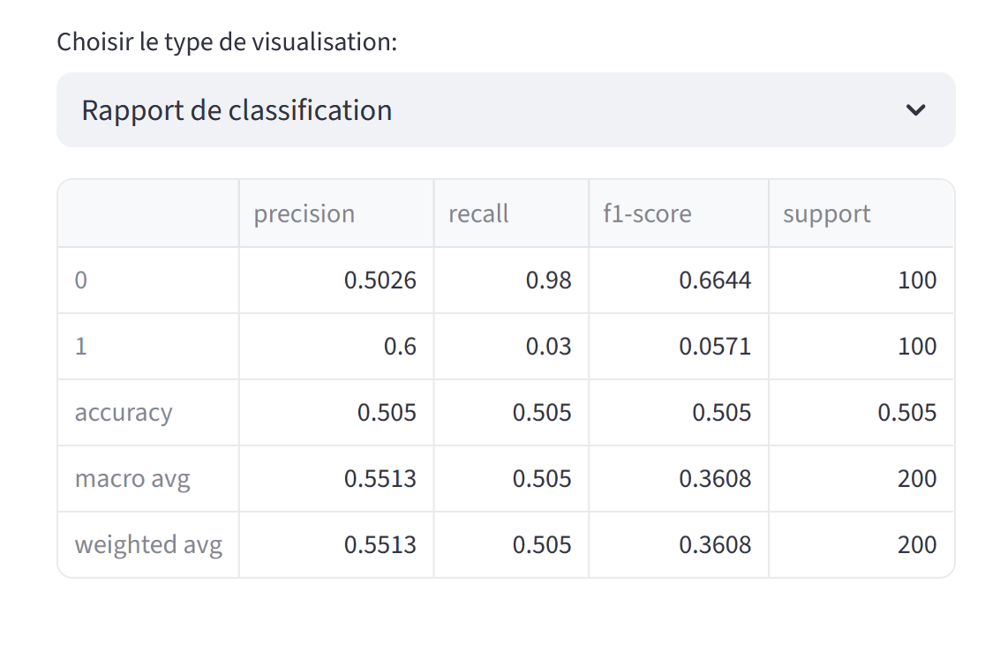 Choisir le type de visualisation:
Rapport de classification
precision recall f1-score support
0 0.5026 0.98 0.6644 100
1 0.6 0.03 0.0571 100
accuracy 0.505 0.505 0.505 0.505
macro avg 0.5513 0.505 0.3608 200
weighted avg 0.5513 0.505 0.3608 200